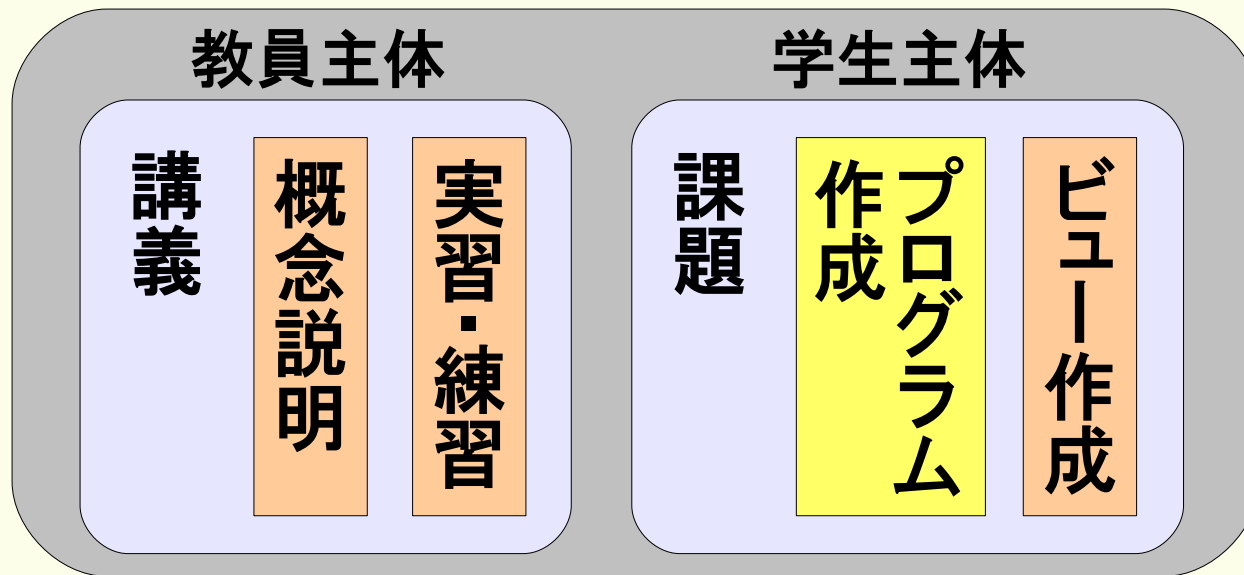 教員主体
講義
概念説明
実習・練習
学生主体
課題
プログラム
作成
ビュー作成